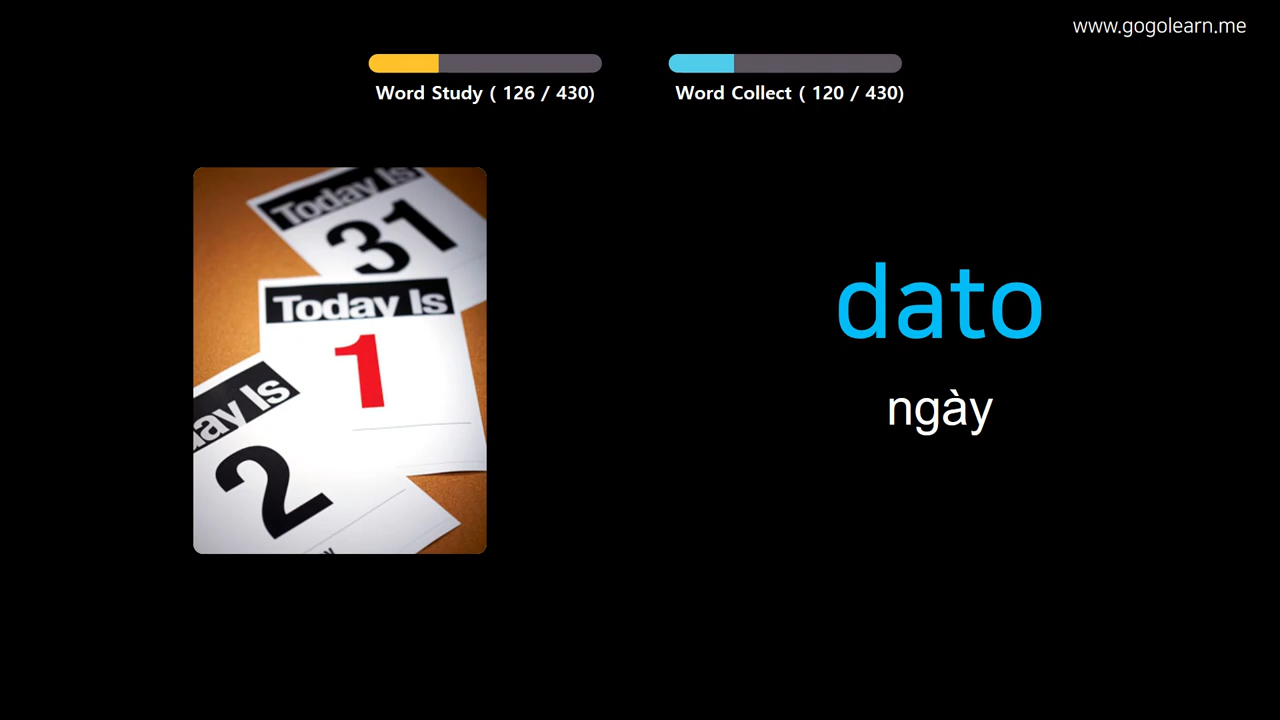 www.gogolearn.me
Word Study ( 126 / 430)
Word Collect ( 120 / 430)
Today Is
31
Today Is
1
day Is
2
dato
ngày